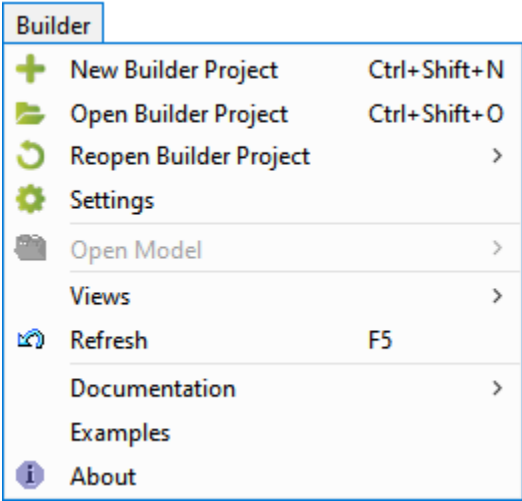 Builder
New Builder Project Ctrl+Shift+N
Open Builder Project Ctrl+Shift+O
Reopen Builder Project
Settings
Open Model
Views
Refresh F5
Documentation
Examples
About